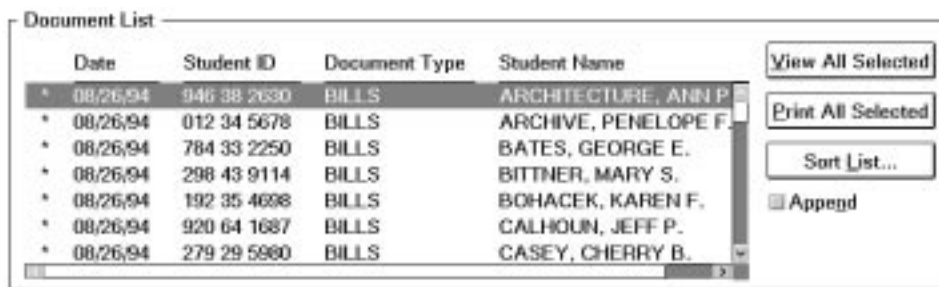 Document List
Date Student ID Document Type Student Name
* 08/26/94 946 38 2630 BILLS ARCHITECTURE, ANN P
* 08/26/94 012 34 5678 BILLS ARCHIVE, PENELOPE F.
* 08/26/94 784 33 2250 BILLS BATES, GEORGE E.
* 08/26/94 298 43 9114 BILLS BITTNER, MARY S.
* 08/26/94 192 35 4698 BILLS BOHACEK, KAREN F.
* 08/26/94 920 64 1687 BILLS CALHOUN, JEFF P.
* 08/26/94 279 29 5980 BILLS CASEY, CHERRY B.
View All Selected
Print All Selected
Sort List...
Append